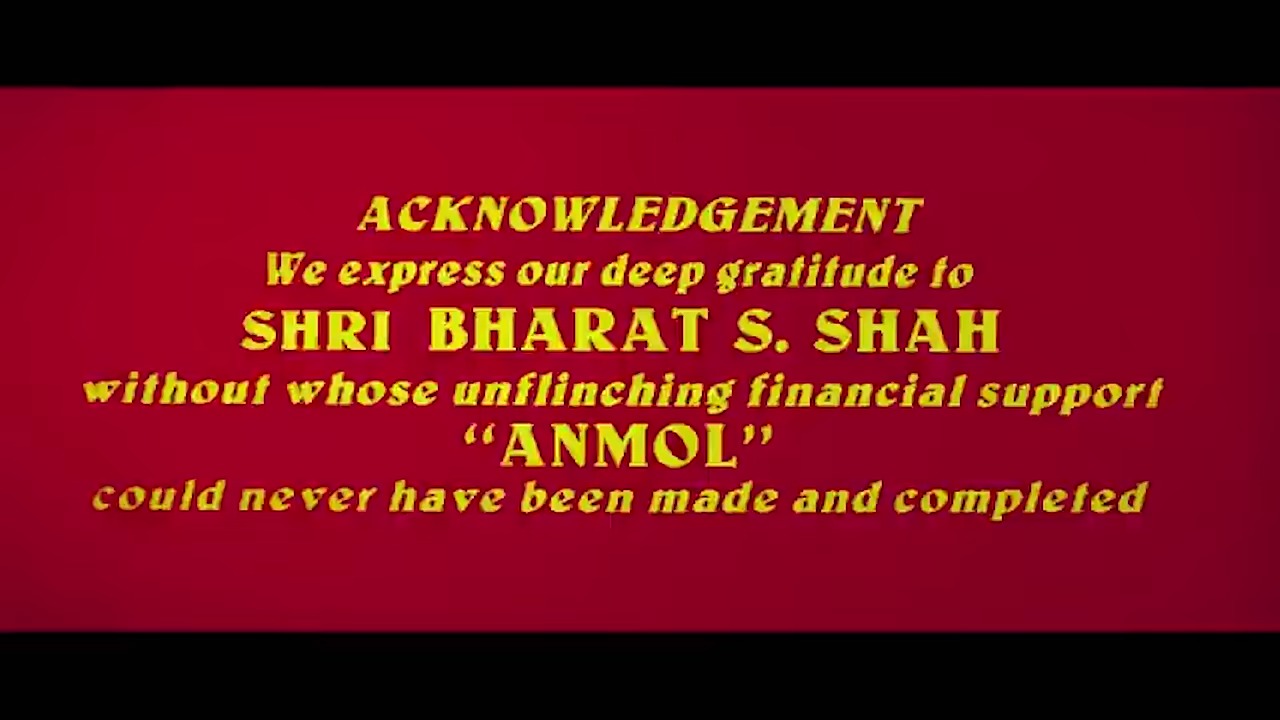 ACKNOWLEDGEMENT
We express our deep gratitude to
SHRI BHARAT S. SHAH
without whose unflinching financial support
“ANMOL”
could never have been made and completed